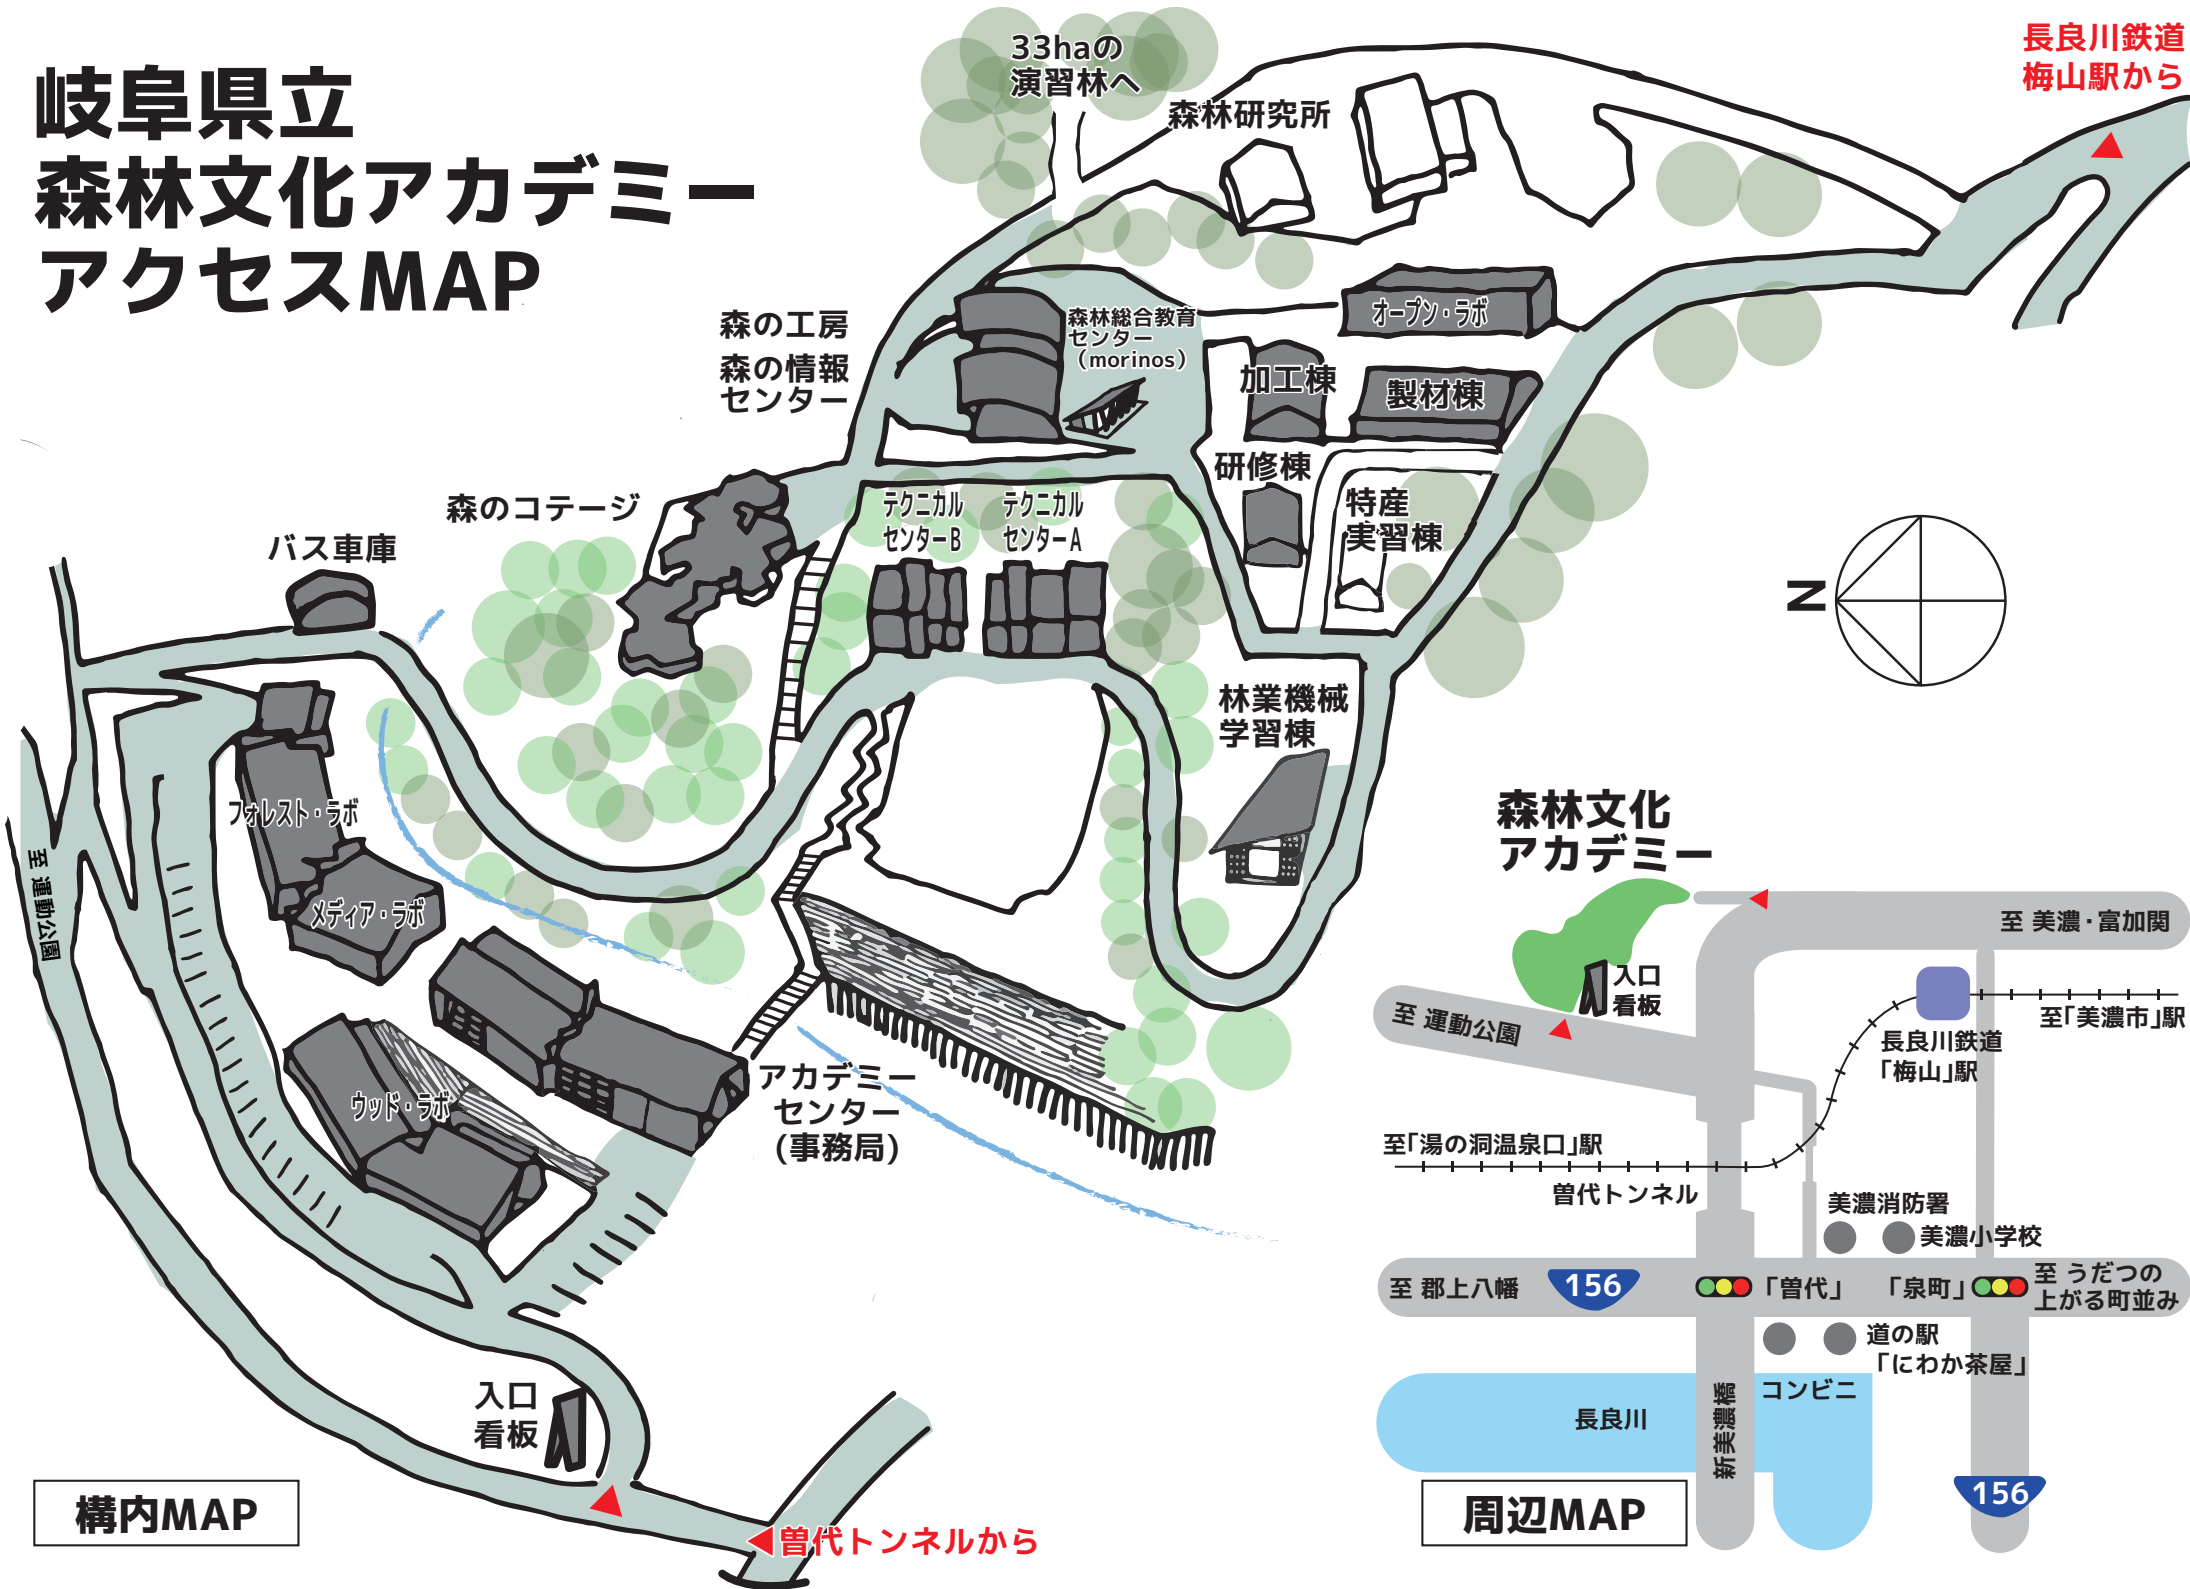 岐阜県立
森林文化アカデミー
アクセスMAP
33haの
演習林へ
長良川鉄道
梅山駅から
森林研究所
森の工房
森の情報
センター
森林総合教育
センター
（morinos）
オープン・ラボ
加工棟
製材棟
研修棟
特産
実習棟
森のコテージ
テクニカル
センターB
テクニカル
センターA
バス車庫
N
林業機械
学習棟
フォレスト・ラボ
メディア・ラボ
至 運動公園
ウッド・ラボ
アカデミー
センター
(事務局)
入口
看板
曽代トンネルから
構内MAP
森林文化
アカデミー
至 美濃・富加関
入口
看板
至 運動公園
至「美濃市」駅
長良川鉄道
「梅山」駅
至「湯の洞温泉口」駅
曽代トンネル
美濃消防署
美濃小学校
至 郡上八幡
156
「曽代」
「泉町」
至 うだつの
上がる町並み
道の駅
「にわか茶屋」
コンビニ
長良川
新美濃橋
156
周辺MAP